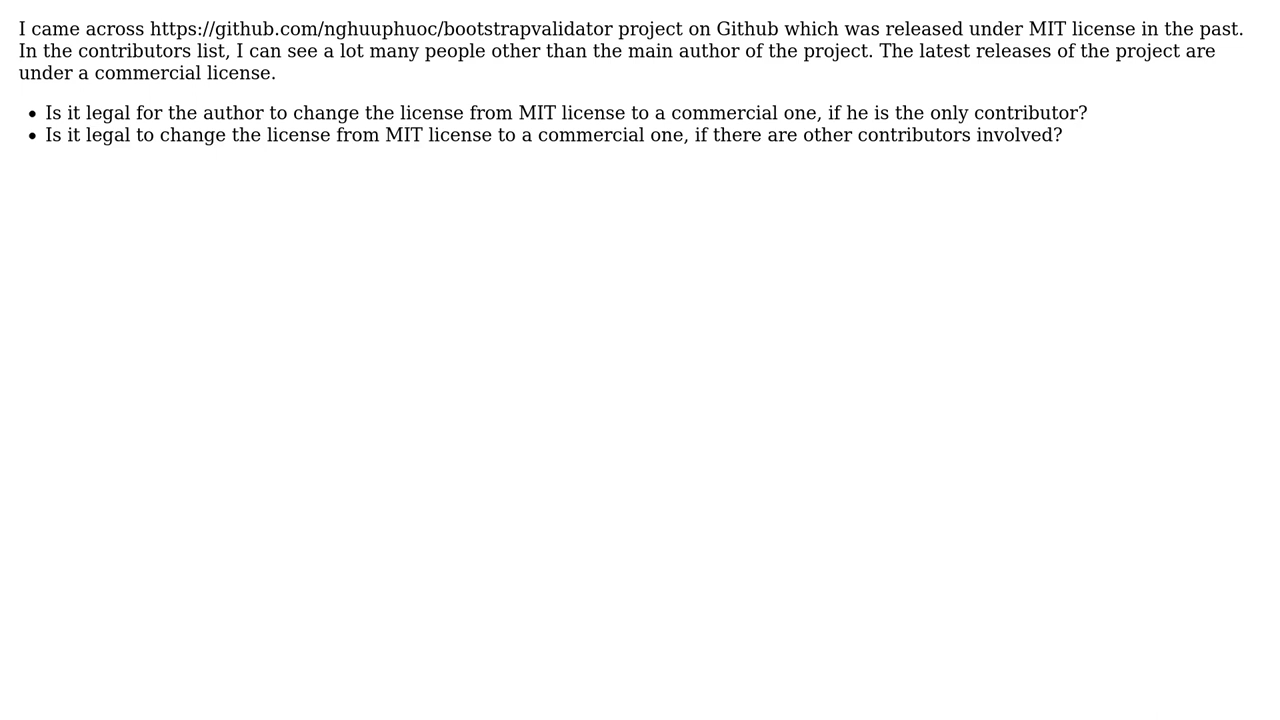 I came across https://github.com/nghuuphuoc/bootstrapvalidator project on Github which was released under MIT license in the past.
In the contributors list, I can see a lot many people other than the main author of the project. The latest releases of the project are
under a commercial license.
• Is it legal for the author to change the license from MIT license to a commercial one, if he is the only contributor?
• Is it legal to change the license from MIT license to a commercial one, if there are other contributors involved?